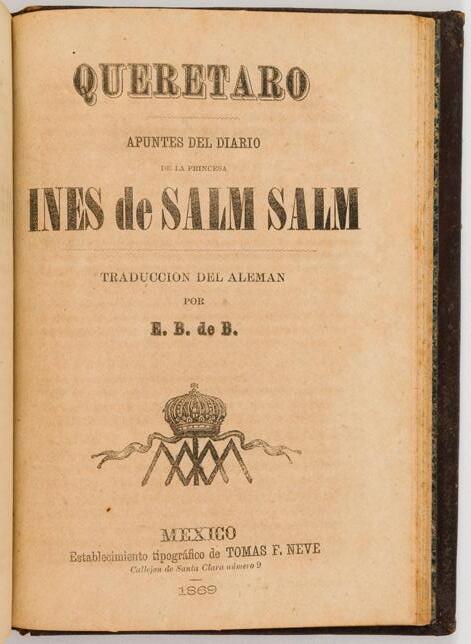 QUERETARO
APUNTES DEL DIARIO
DE LA PRINCESA
INES de SALM SALM
TRADUCCION DEL ALEMAN
POR
E. B. de B.
MEXICO
Establecimiento tipográfico de TOMAS F. NEVE
Callejon de Santa Clara número 9
1869